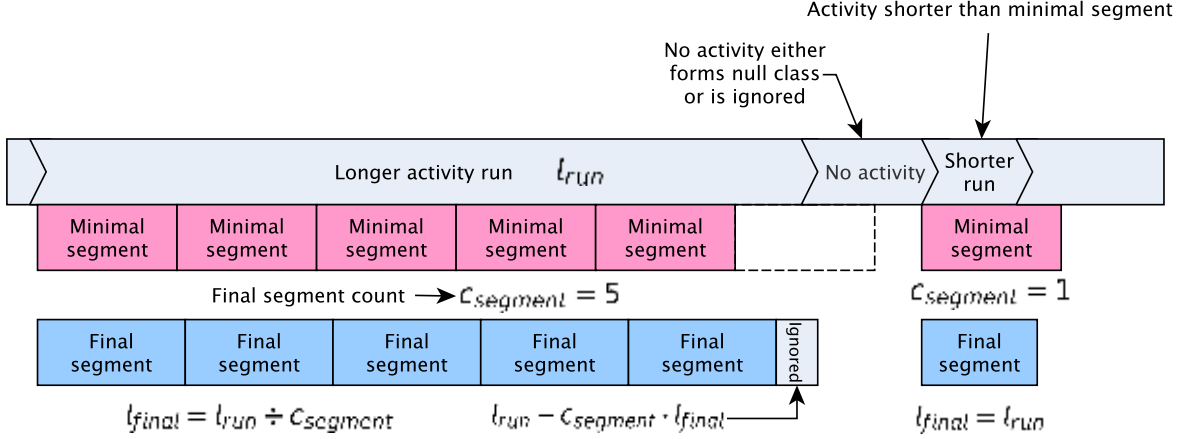 Activity shorter than minimal segment
No activity either
forms null class
or is ignored
Longer activity run l_run
No activity
Shorter
run
Minimal
segment
Minimal
segment
Minimal
segment
Minimal
segment
Minimal
segment
Minimal
segment
Final segment count
c_segment = 5
c_segment = 1
Final
segment
Final
segment
Final
segment
Final
segment
Final
segment
Ignored
Final
segment
l_final = l_run ÷ c_segment
l_run − c_segment · l_final
l_final = l_run